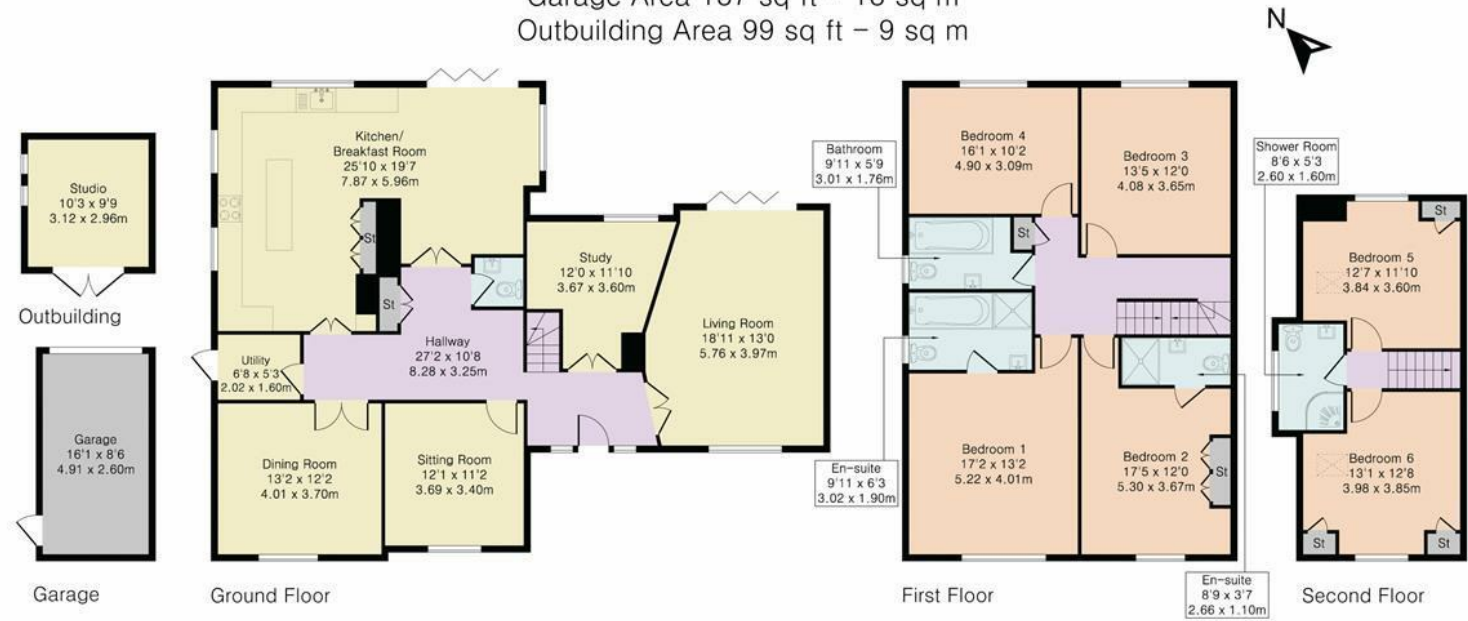 Garage Area 137 sq ft - 13 sq m
Outbuilding Area 99 sq ft - 9 sq m
N
Studio
10'3 x 9'9
3.12 x 2.96m
Outbuilding
Garage
16'1 x 8'6
4.91 x 2.60m
Garage
Kitchen/
Breakfast Room
25'10 x 19'7
7.87 x 5.96m
St
St
Study
12'0 x 11'10
3.67 x 3.60m
Living Room
18'11 x 13'0
5.76 x 3.97m
Hallway
27'2 x 10'8
8.28 x 3.25m
Utility
6'8 x 5'3
2.02 x 1.60m
Dining Room
13'2 x 12'2
4.01 x 3.70m
Sitting Room
12'1 x 11'2
3.69 x 3.40m
Ground Floor
Bathroom
9'11 x 5'9
3.01 x 1.76m
Bedroom 4
16'1 x 10'2
4.90 x 3.09m
Bedroom 3
13'5 x 12'0
4.08 x 3.65m
St
Bedroom 1
17'2 x 13'2
5.22 x 4.01m
Bedroom 2
17'5 x 12'0
5.30 x 3.67m
St
En-suite
9'11 x 6'3
3.02 x 1.90m
En-suite
8'9 x 3'7
2.66 x 1.10m
First Floor
Shower Room
8'6 x 5'3
2.60 x 1.60m
St
Bedroom 5
12'7 x 11'10
3.84 x 3.60m
Bedroom 6
13'1 x 12'8
3.98 x 3.85m
St
St
Second Floor